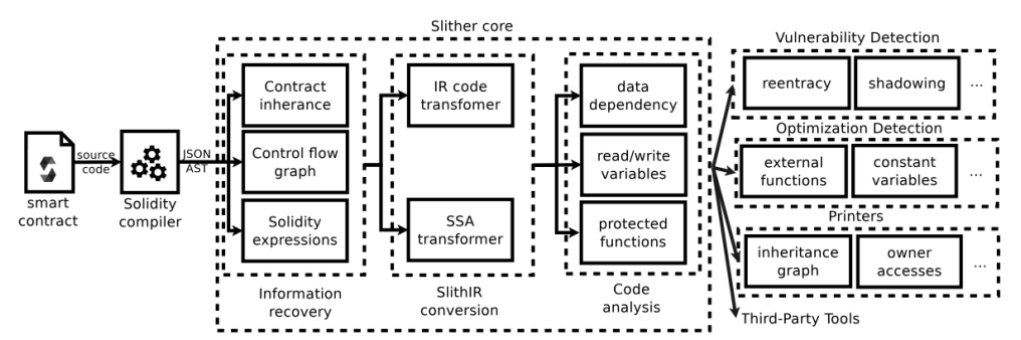 Slither core
Vulnerability Detection
reentracy
shadowing
...
Optimization Detection
external
functions
constant
variables
...
Printers
inheritance
graph
owner
accesses
...
Third-Party Tools
smart
contract
source
code
Solidity
compiler
JSON
AST
Contract
inherance
Control flow
graph
Solidity
expressions
Information
recovery
IR code
transfomer
SSA
transformer
SlithIR
conversion
data
dependency
read/write
variables
protected
functions
Code
analysis